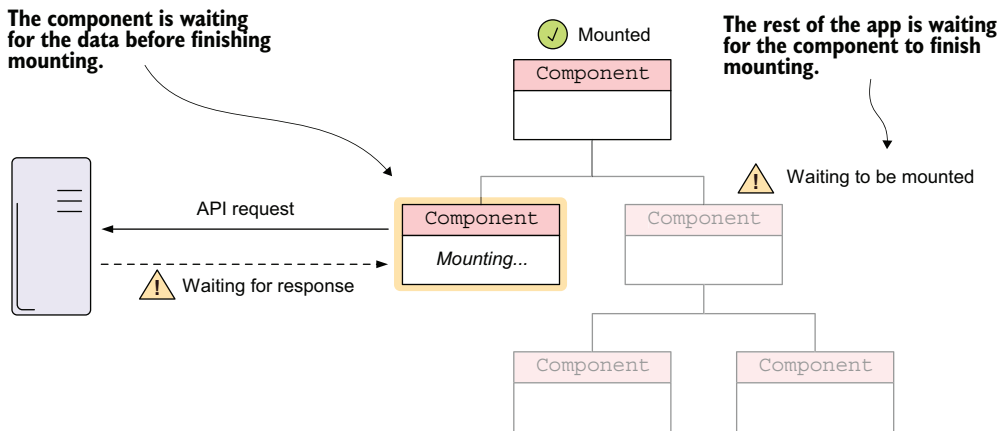 The component is waiting
for the data before finishing
mounting.
Mounted
The rest of the app is waiting
for the component to finish
mounting.
Component
Waiting to be mounted
API request
Component
Component
Mounting...
!
Waiting for response
!
Component
Component